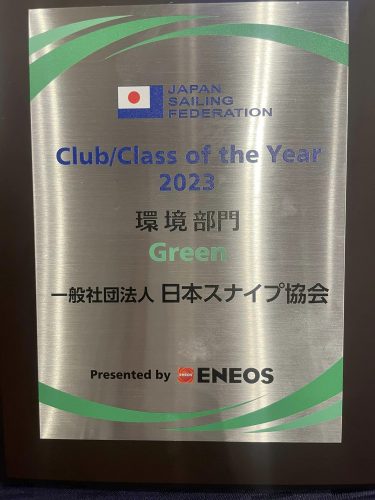 JAPAN
SAILING
FEDERATION
Club/Class of the Year
2023
環境部門
Green
一般社団法人 日本スナイプ協会
Presented by ENEOS